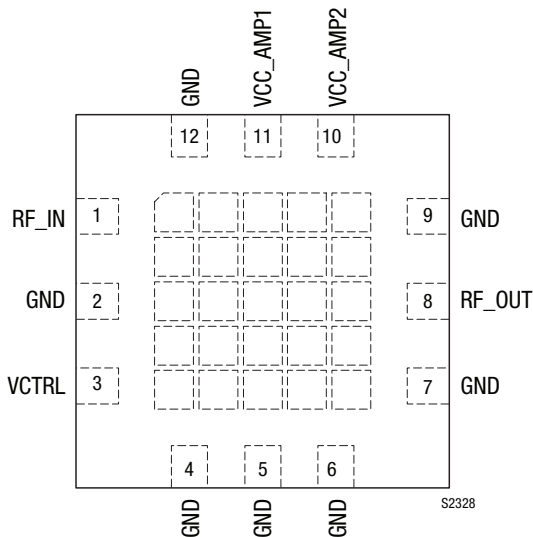 GND
VCC_AMP1
VCC_AMP2
12
11
10
RF_IN
1
9
GND
GND
2
8
RF_OUT
VCTRL
3
7
GND
4
5
6
GND
GND
GND
S2328